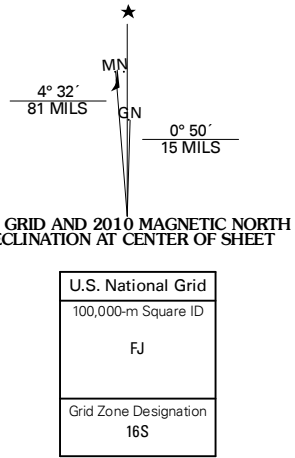 ★
MN
4° 32´
81 MILS
GN
0° 50´
15 MILS
GRID AND 2010 MAGNETIC NORTH
ECLINATION AT CENTER OF SHEET
U.S. National Grid
100,000-m Square ID
FJ
Grid Zone Designation
16S